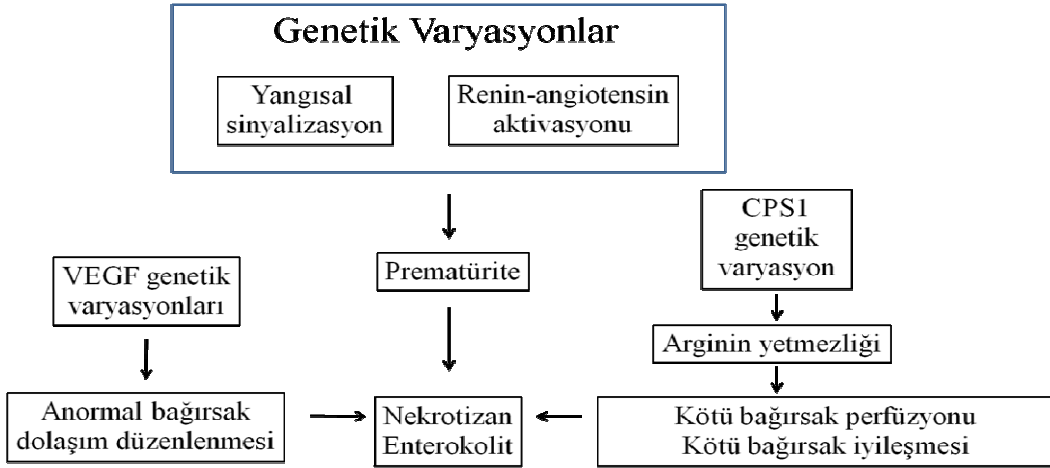 Genetik Varyasyonlar
Yangısal
sinyalizasyon
Renin-angiotensin
aktivasyonu
CPS1
genetik
varyasyon
VEGF genetik
varyasyonları
Prematürite
Arginin yetmezliği
Anormal bağırsak
dolaşım düzenlenmesi
Nekrotizan
Enterokolit
Kötü bağırsak perfüzyonu
Kötü bağırsak iyileşmesi